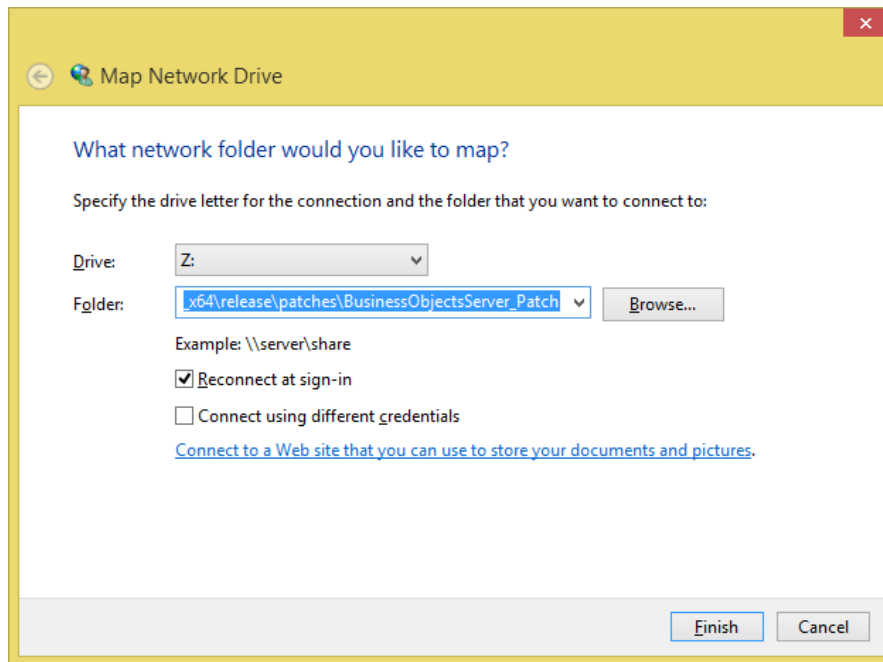 Map Network Drive
What network folder would you like to map?
Specify the drive letter for the connection and the folder that you want to connect to:
Drive: Z:
Folder: _x64\release\patches\BusinessObjectsServer_Patch Browse...
Example: \\server\share
Reconnect at sign-in
Connect using different credentials
Connect to a Web site that you can use to store your documents and pictures.
Finish Cancel